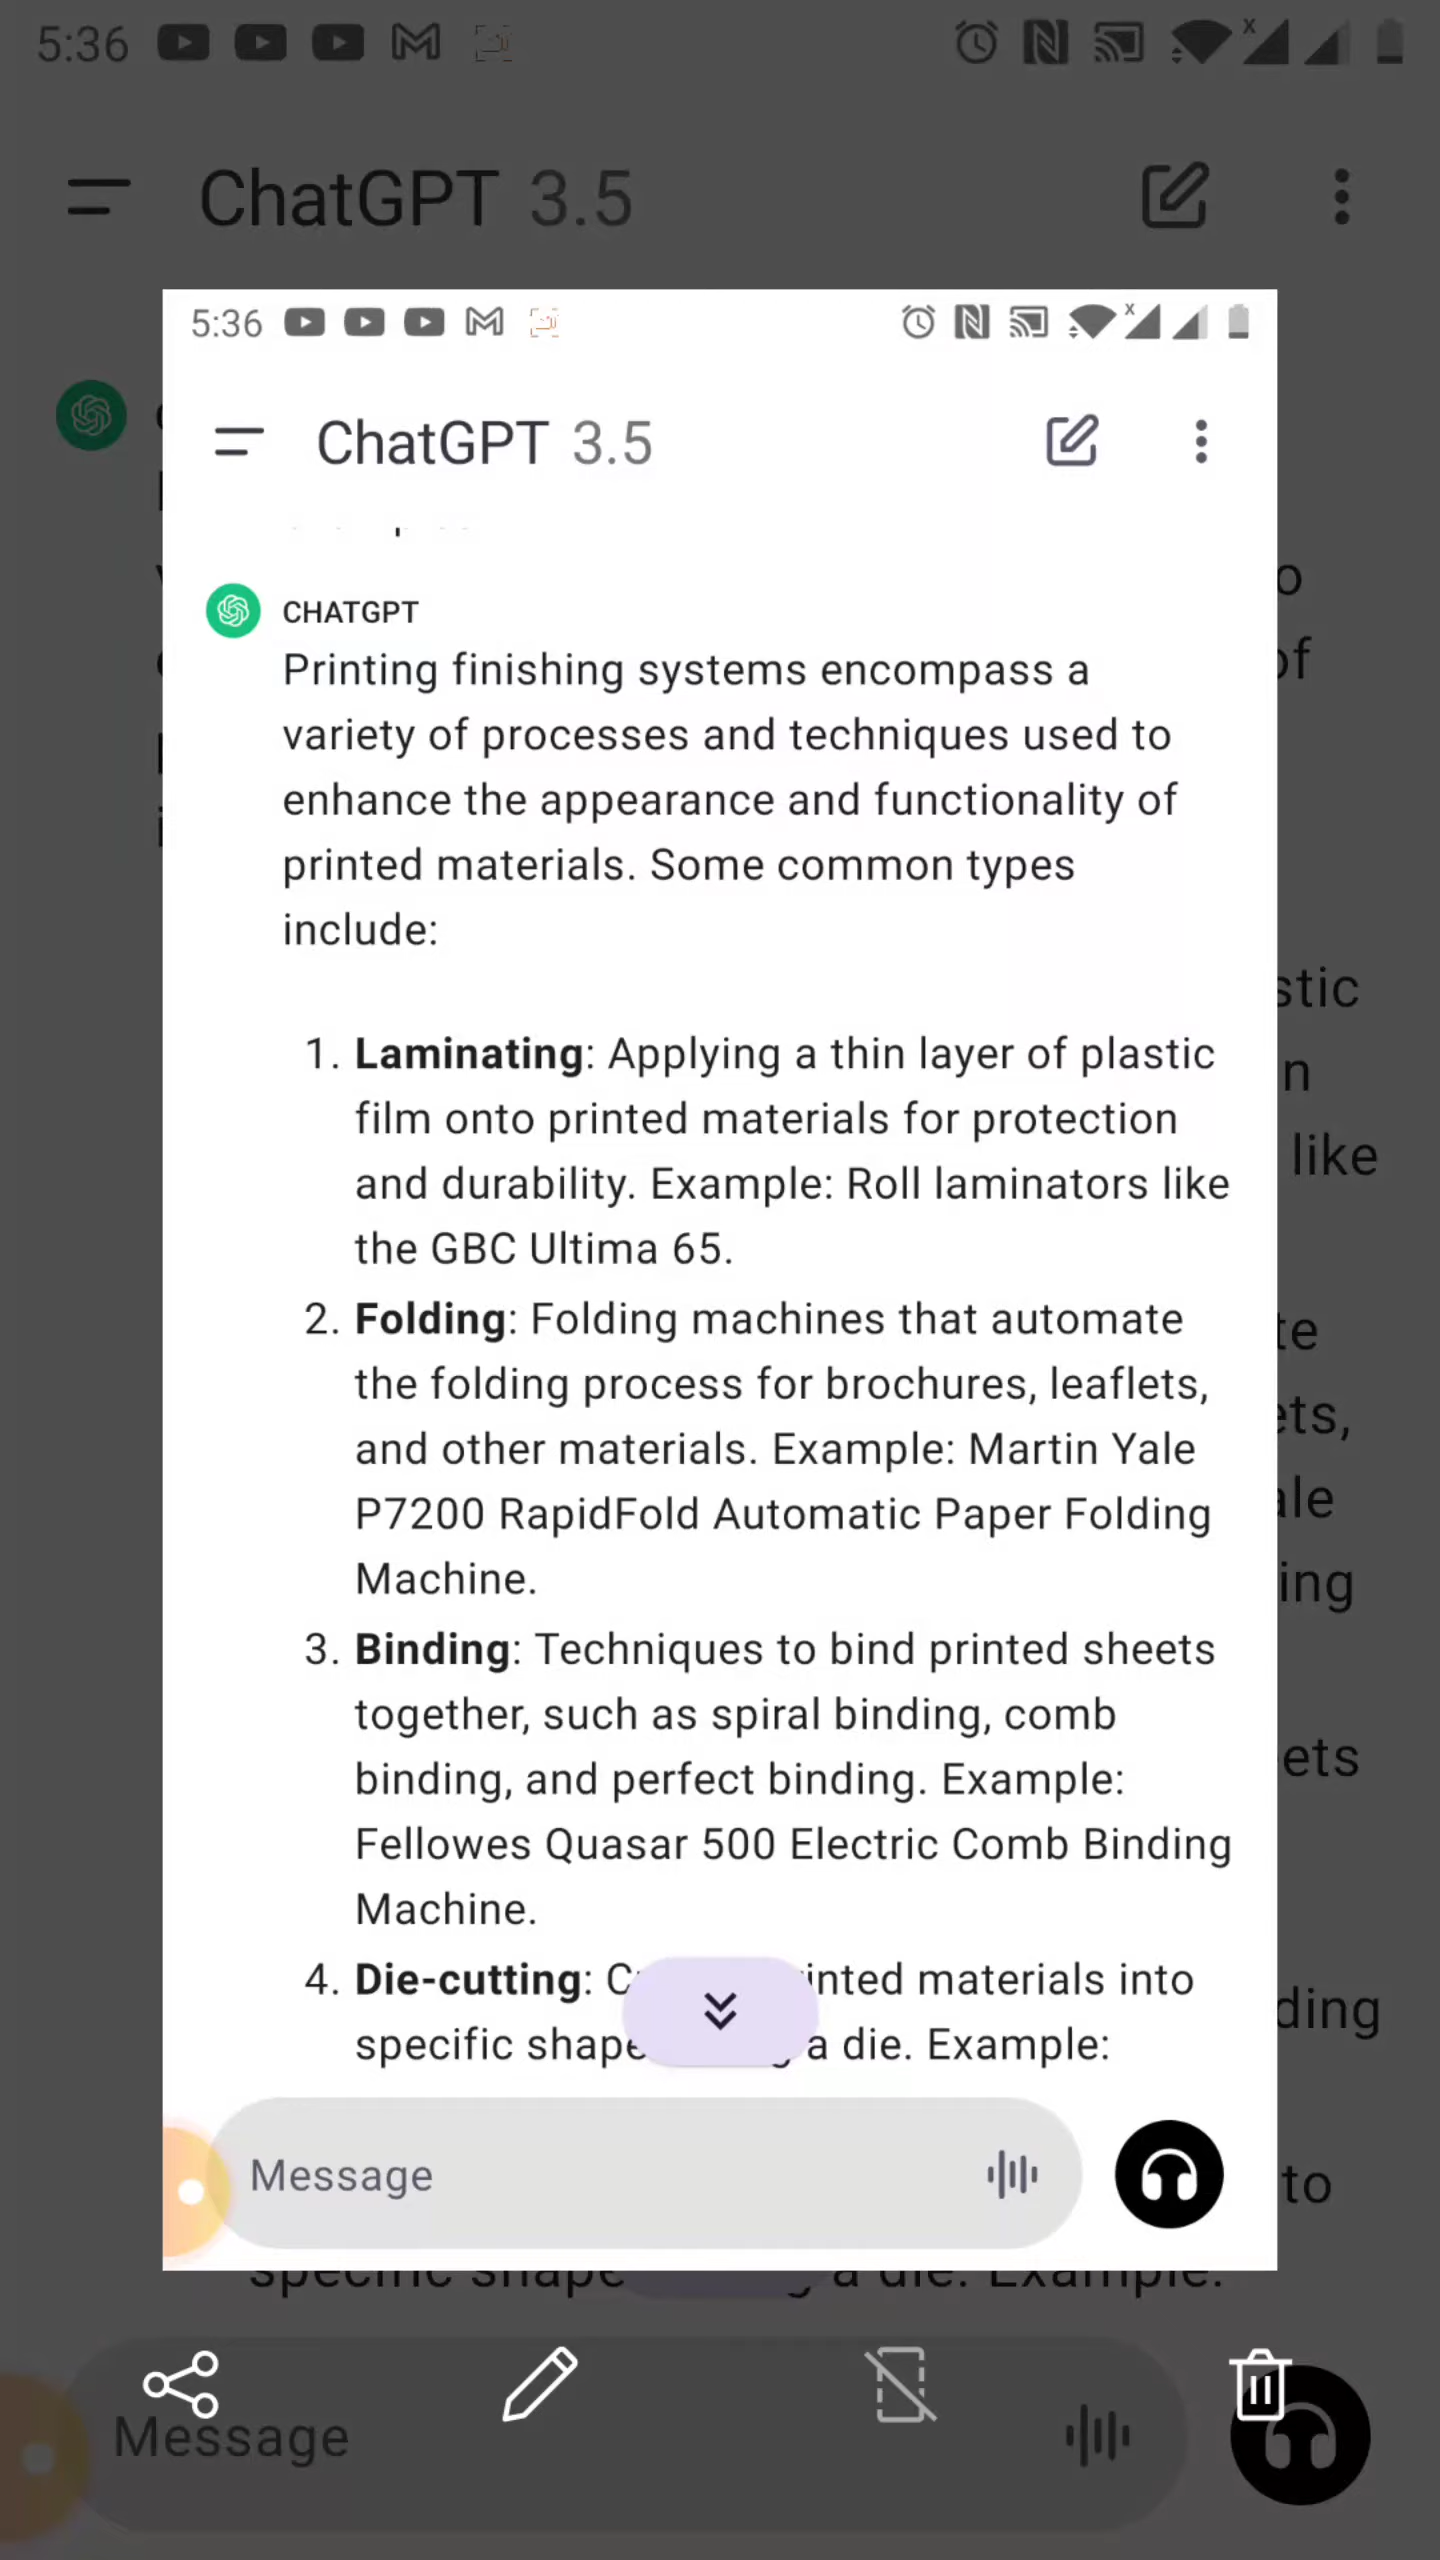 5:36
ChatGPT 3.5
5:36
ChatGPT 3.5
CHATGPT
Printing finishing systems encompass a
variety of processes and techniques used to
enhance the appearance and functionality of
printed materials. Some common types
include:
1. Laminating: Applying a thin layer of plastic
film onto printed materials for protection
and durability. Example: Roll laminators like
the GBC Ultima 65.
2. Folding: Folding machines that automate
the folding process for brochures, leaflets,
and other materials. Example: Martin Yale
P7200 RapidFold Automatic Paper Folding
Machine.
3. Binding: Techniques to bind printed sheets
together, such as spiral binding, comb
binding, and perfect binding. Example:
Fellowes Quasar 500 Electric Comb Binding
Machine.
4. Die-cutting: materials into
specific a die. Example:
Message
like
to
specific a die. Example:
Message